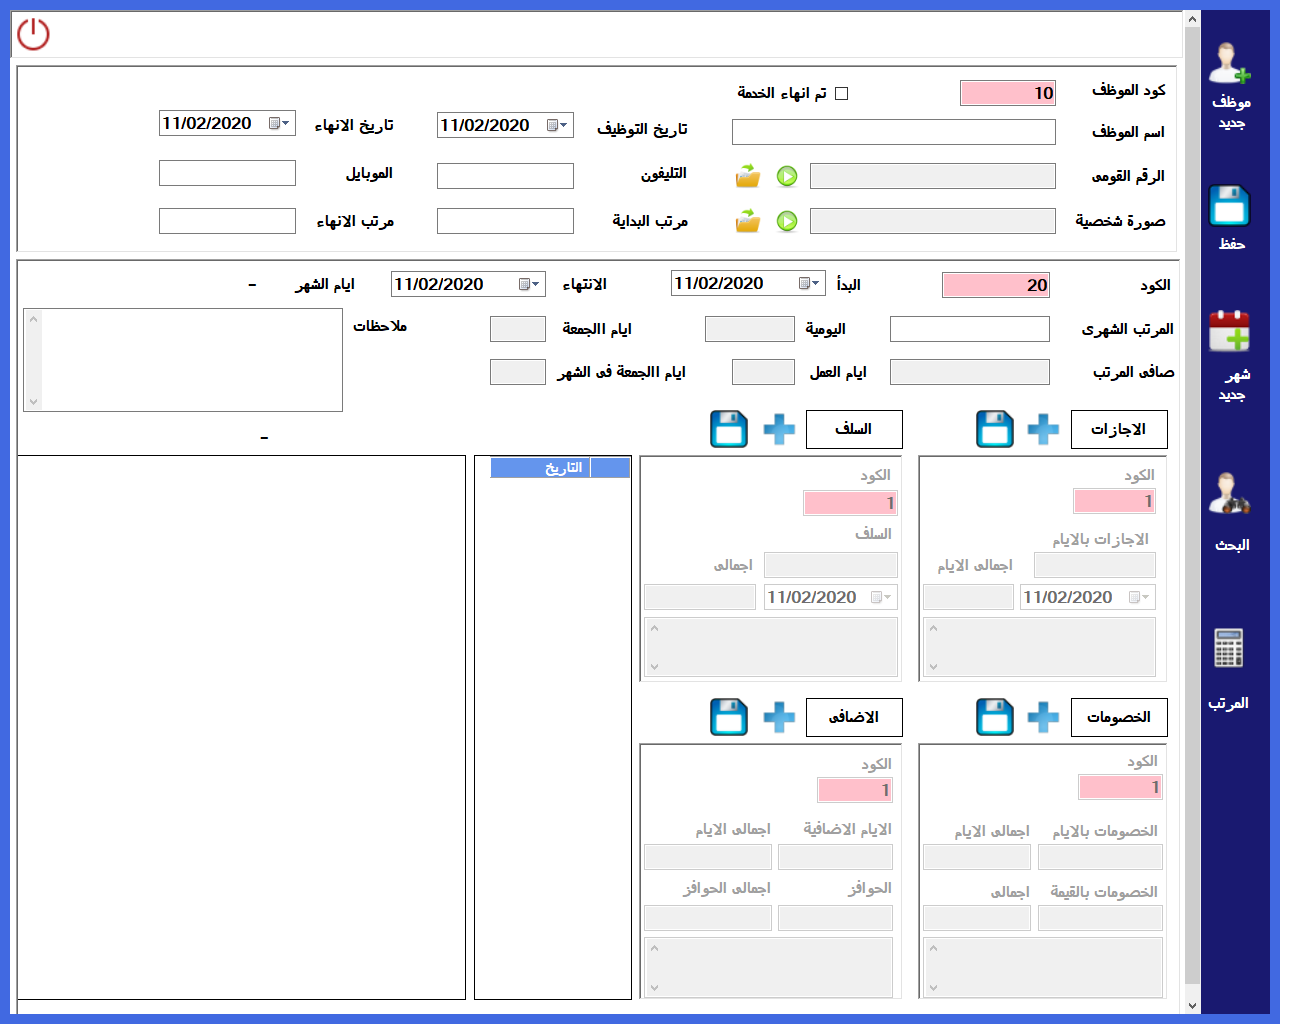 موظف
جديد
حفظ
شهر
جديد
البحث
المرتب
كود الموظف 10 تم انهاء الخدمة
اسم الموظف تاريخ التوظيف 11/02/2020 تاريخ الانهاء 11/02/2020
الرقم القومى التليفون الموبايل
صورة شخصية مرتب البداية مرتب الانهاء
الكود 20 البدأ 11/02/2020 الانتهاء 11/02/2020 ايام الشهر -
المرتب الشهرى اليومية ايام االجمعة ملاحظات
صافى المرتب ايام العمل ايام االجمعة فى الشهر
-
الاجازات
الكود
1
الاجازات بالايام
اجمالى الايام
11/02/2020
السلف
الكود
1
السلف
اجمالى
11/02/2020
التاريخ
الخصومات
الكود
1
الخصومات بالايام اجمالى الايام
الخصومات بالقيمة اجمالى
الاضافى
الكود
1
الايام الاضافية اجمالى الايام
الحوافز اجمالى الحوافز